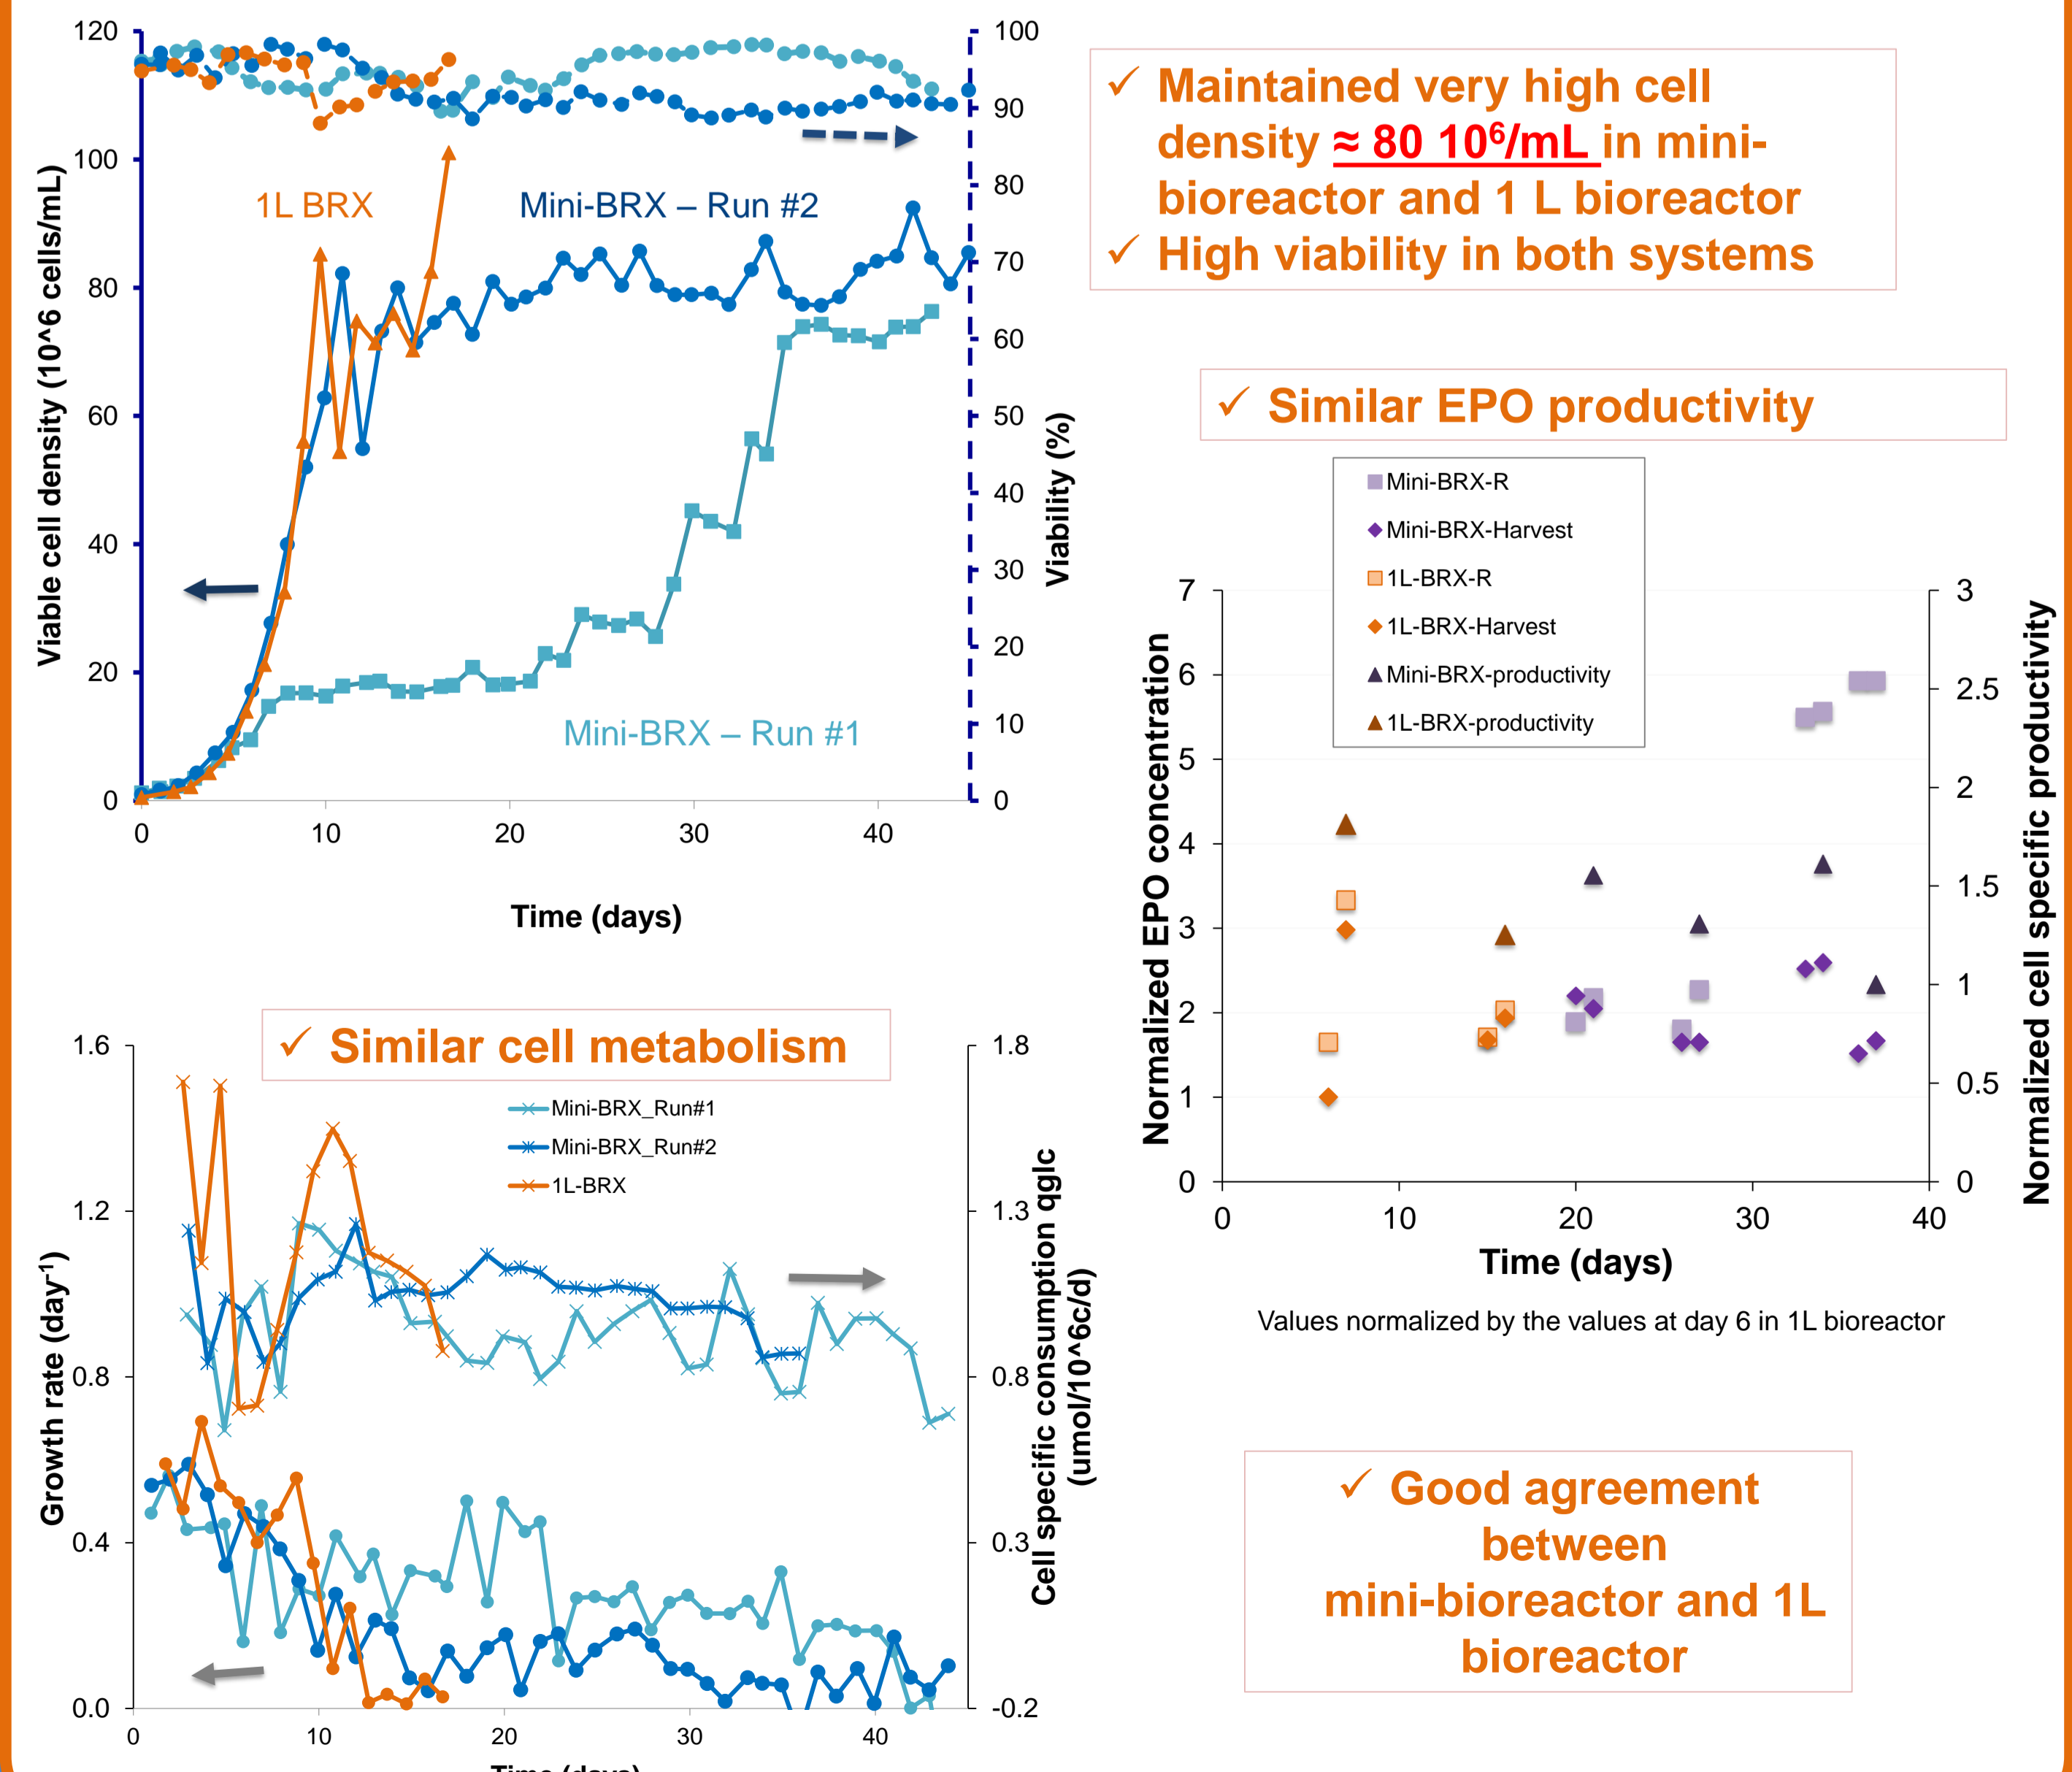 120
100
80
60
40
20
0
Viable cell density (10^6 cells/mL)
100
90
80
70
60
50
40
30
20
10
0
Viability (%)
1L BRX
Mini-BRX – Run #2
Mini-BRX – Run #1
0 10 20 30 40
Time (days)
✓ Maintained very high cell
density ≈ 80 10⁶/mL in mini-
bioreactor and 1 L bioreactor
✓ High viability in both systems
✓ Similar EPO productivity
Mini-BRX-R
Mini-BRX-Harvest
1L-BRX-R
1L-BRX-Harvest
Mini-BRX-productivity
1L-BRX-productivity
7
6
5
4
3
2
1
0
Normalized EPO concentration
3
2.5
2
1.5
1
0.5
0
Normalized cell specific productivity
0 10 20 30 40
Time (days)
Values normalized by the values at day 6 in 1L bioreactor
✓ Similar cell metabolism
Mini-BRX_Run#1
Mini-BRX_Run#2
1L-BRX
1.6
1.2
0.8
0.4
0.0
Growth rate (day⁻¹)
1.8
1.3
0.8
0.3
-0.2
Cell specific consumption qglc
(umol/10^6c/d)
0 10 20 30 40
Time (days)
✓ Good agreement
between
mini-bioreactor and 1L
bioreactor